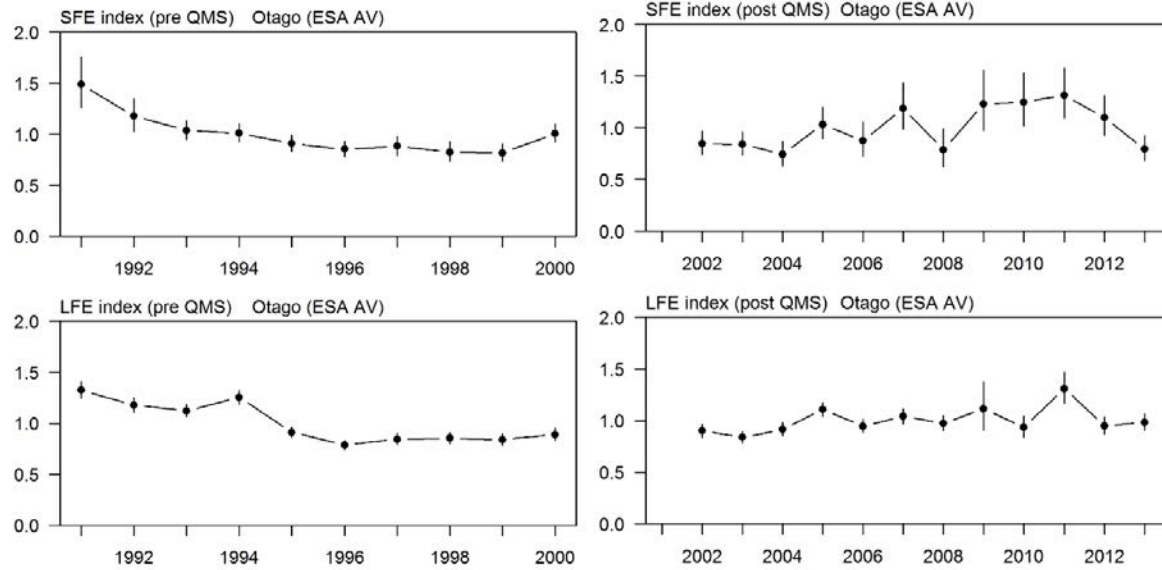 SFE index (pre QMS) Otago (ESA AV)
2.0
1.5
1.0
0.5
0.0
1992 1994 1996 1998 2000
SFE index (post QMS) Otago (ESA AV)
2.0
1.5
1.0
0.5
0.0
2002 2004 2006 2008 2010 2012
LFE index (pre QMS) Otago (ESA AV)
2.0
1.5
1.0
0.5
0.0
1992 1994 1996 1998 2000
LFE index (post QMS) Otago (ESA AV)
2.0
1.5
1.0
0.5
0.0
2002 2004 2006 2008 2010 2012